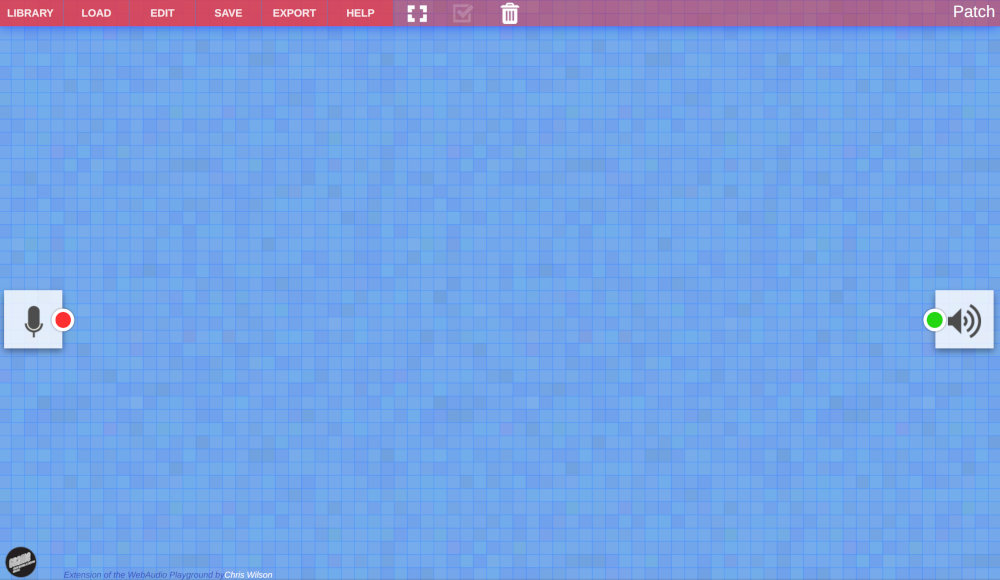 LIBRARY LOAD EDIT SAVE EXPORT HELP Patch
Extension of the WebAudio Playground by Chris Wilson